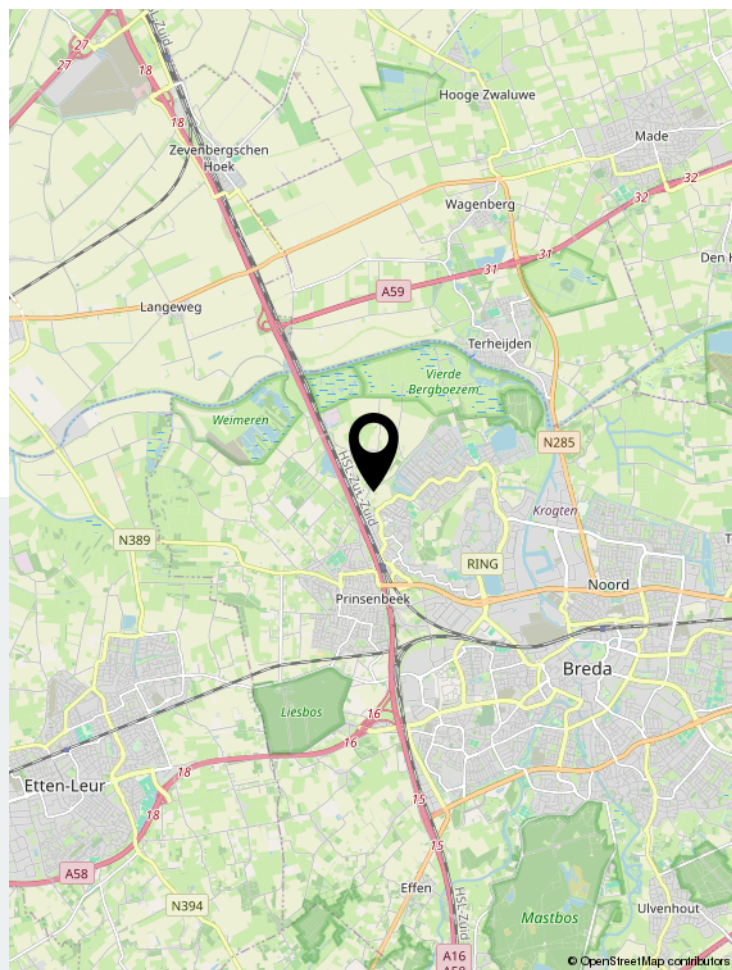 L-Zuid
27
27
18
18
Hooge Zwaluwe
Made
Zevenbergschen
Hoek
32
32
Wagenberg
31
31
Den H
A59
Langeweg
Terheijden
Vierde
Bergboezem
Weimeren
N285
HSL-Zuid
Zuid
Krogten
N389
RING
Noord
Prinsenbeek
Breda
Liesbos
16
16
18
Etten-Leur
18
15
15
A58
Effen
N394
HSL-Zuid
Mastbos
Ulvenhout
A16
A58
© OpenStreetMap contributors